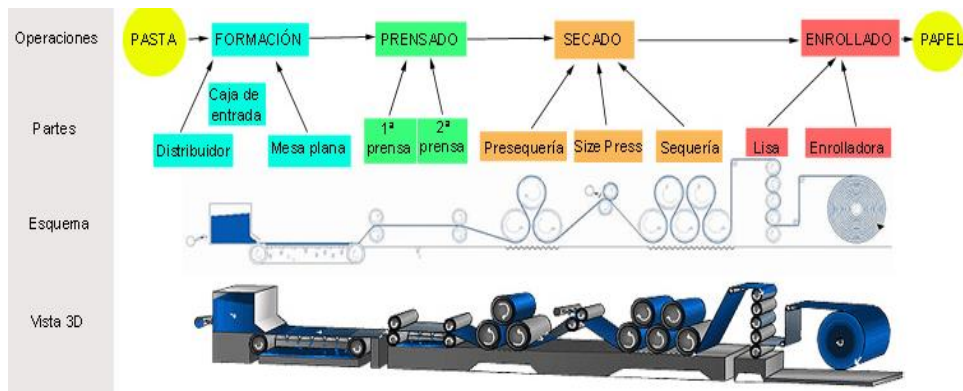 Operaciones
PASTA
FORMACIÓN
PRENSADO
SECADO
ENROLLADO
PAPEL
Partes
Distribuidor
Caja de
entrada
Mesa plana
1ª
prensa
2ª
prensa
Presequería
Size Press
Sequería
Lisa
Enrolladora
Esquema
Vista 3D